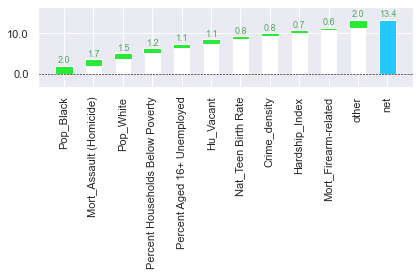 2.0
1.7
1.5
1.2
1.1
1.1
0.8
0.8
0.7
0.6
2.0
13.4
10.0
0.0
Pop_Black
Mort_Assault (Homicide)
Pop_White
Percent Households Below Poverty
Percent Aged 16+ Unemployed
Hu_Vacant
Nat_Teen Birth Rate
Crime_density
Hardship_Index
Mort_Firearm-related
other
net